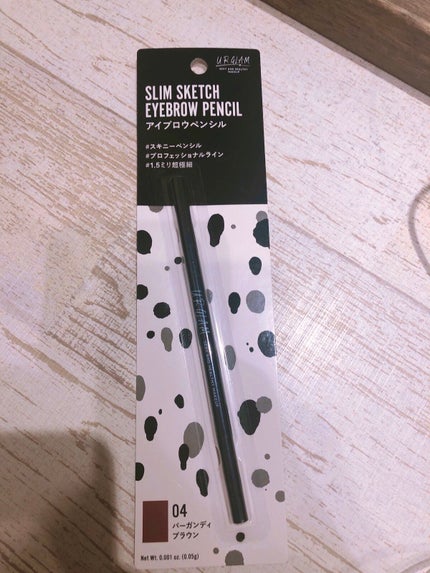 URGLAM
SLIM SKETCH
EYEBROW PENCIL
アイブロウペンシル
#スキニーペンシル
#プロフェッショナルライン
#1.5ミリ超極細
URGLAM
04
バーガンディ
ブラウン
Net Wt. 0.001 oz. (0.05g)